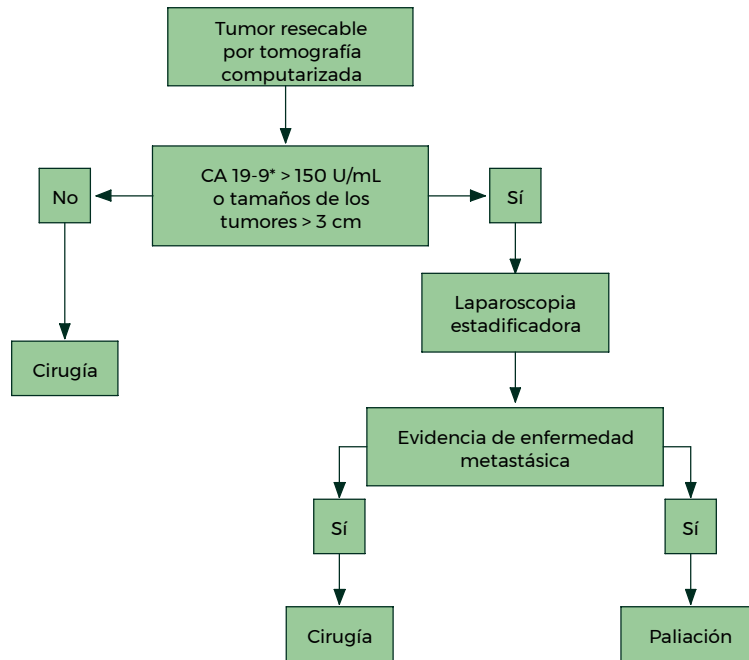 Tumor resecable
por tomografía
computarizada
CA 19-9* > 150 U/mL
o tamaños de los
tumores > 3 cm
No
Sí
Laparoscopia
estadificadora
Cirugía
Evidencia de enfermedad
metastásica
Sí
Sí
Cirugía
Paliación